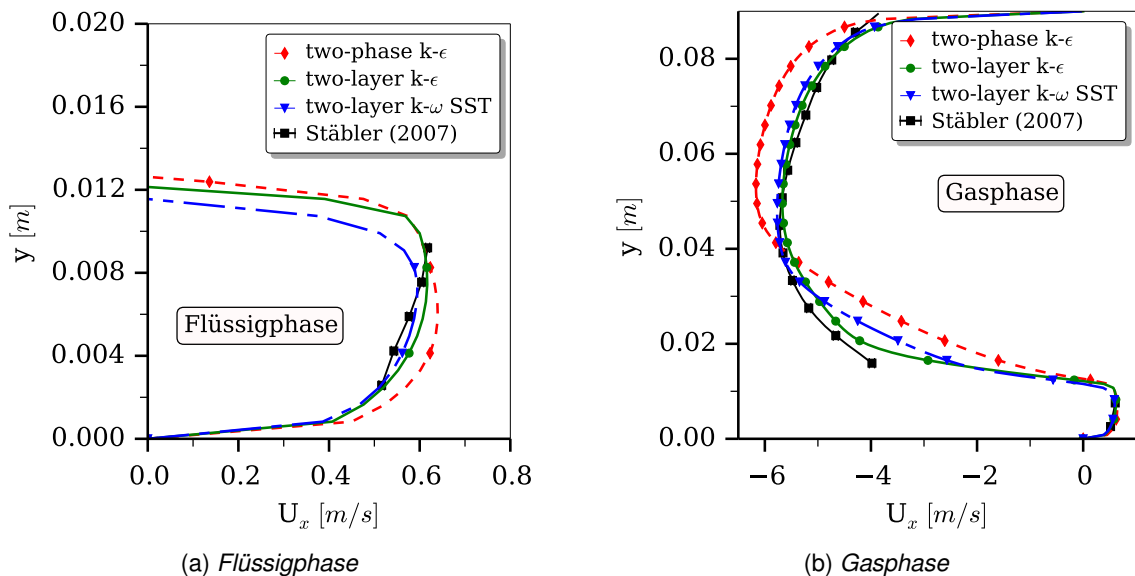 0.020
0.016
0.012
0.008
0.004
0.000
y [m]
two-phase k-ϵ
two-layer k-ϵ
two-layer k-ω SST
Stäbler (2007)
Flüssigphase
0.0
0.2
0.4
0.6
0.8
U_x [m/s]
(a) Flüssigphase
0.08
0.06
0.04
0.02
0.00
y [m]
two-phase k-ϵ
two-layer k-ϵ
two-layer k-ω SST
Stäbler (2007)
Gasphase
−6
−4
−2
0
U_x [m/s]
(b) Gasphase